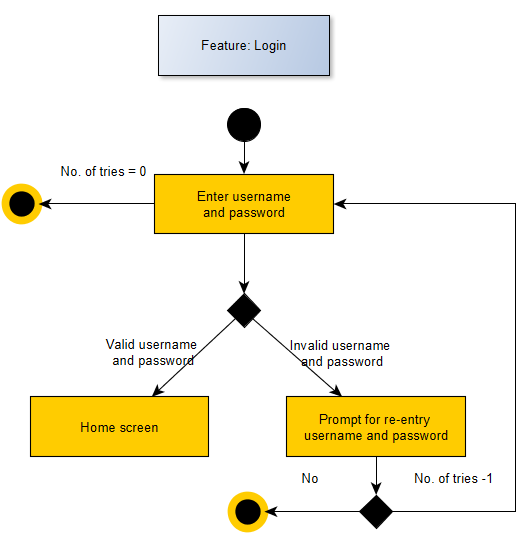 Feature: Login
No. of tries = 0
Enter username
and password
Valid username
and password
Invalid username
and password
Home screen
Prompt for re-entry
username and password
No
No. of tries -1